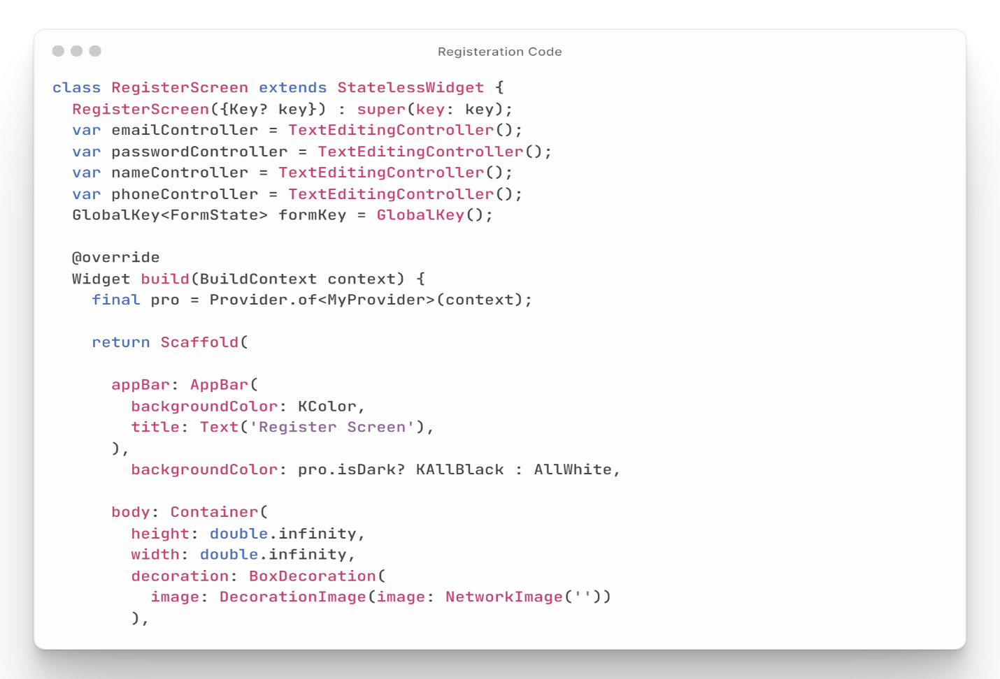 Registeration Code
class RegisterScreen extends StatelessWidget {
  RegisterScreen({Key? key}) : super(key: key);
  var emailController = TextEditingController();
  var passwordController = TextEditingController();
  var nameController = TextEditingController();
  var phoneController = TextEditingController();
  GlobalKey<FormState> formKey = GlobalKey();

  @override
  Widget build(BuildContext context) {
    final pro = Provider.of<MyProvider>(context);

    return Scaffold(

      appBar: AppBar(
        backgroundColor: KColor,
        title: Text('Register Screen'),
      ),
        backgroundColor: pro.isDark? KAllBlack : AllWhite,

      body: Container(
        height: double.infinity,
        width: double.infinity,
        decoration: BoxDecoration(
          image: DecorationImage(image: NetworkImage(''))
        ),